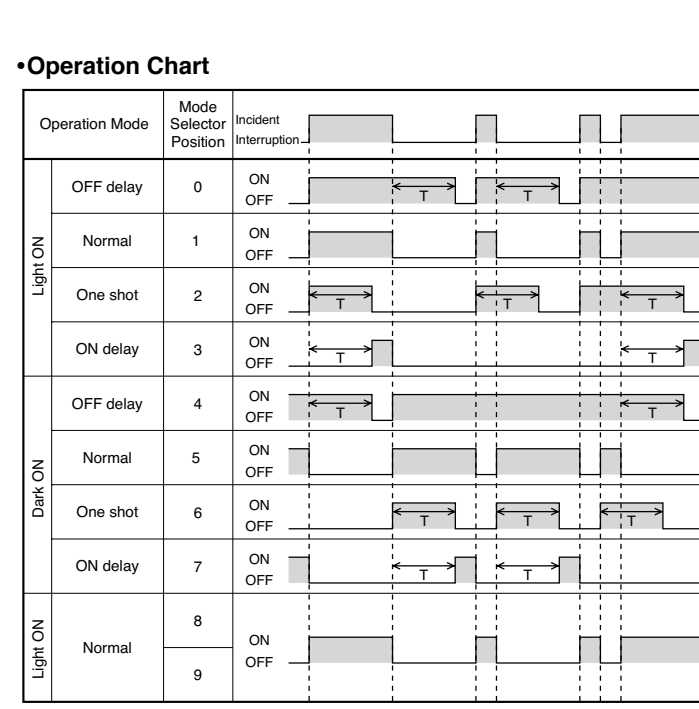 •Operation Chart
Operation Mode
Mode
Selector
Position
Incident
Interruption
Light ON
OFF delay
0
ON
OFF
T
T
Normal
1
ON
OFF
One shot
2
ON
OFF
T
T
T
ON delay
3
ON
OFF
T
T
Dark ON
OFF delay
4
ON
OFF
T
T
Normal
5
ON
OFF
One shot
6
ON
OFF
T
T
T
ON delay
7
ON
OFF
T
T
Light ON
Normal
8
9
ON
OFF